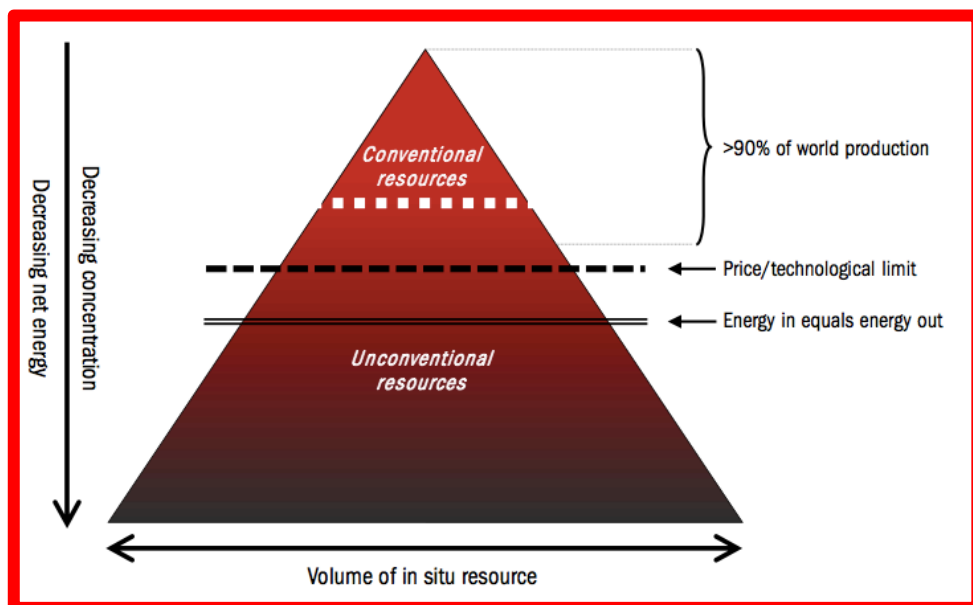 Conventional
resources
>90% of world production
Price/technological limit
Energy in equals energy out
Unconventional
resources
Decreasing concentration
Decreasing net energy
Volume of in situ resource